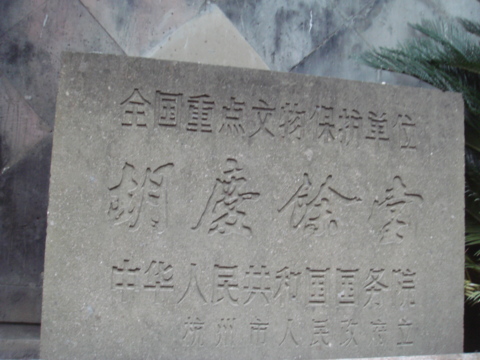 全国重点文物保护单位
胡庆馀堂
中华人民共和国国务院
杭州市人民政府立